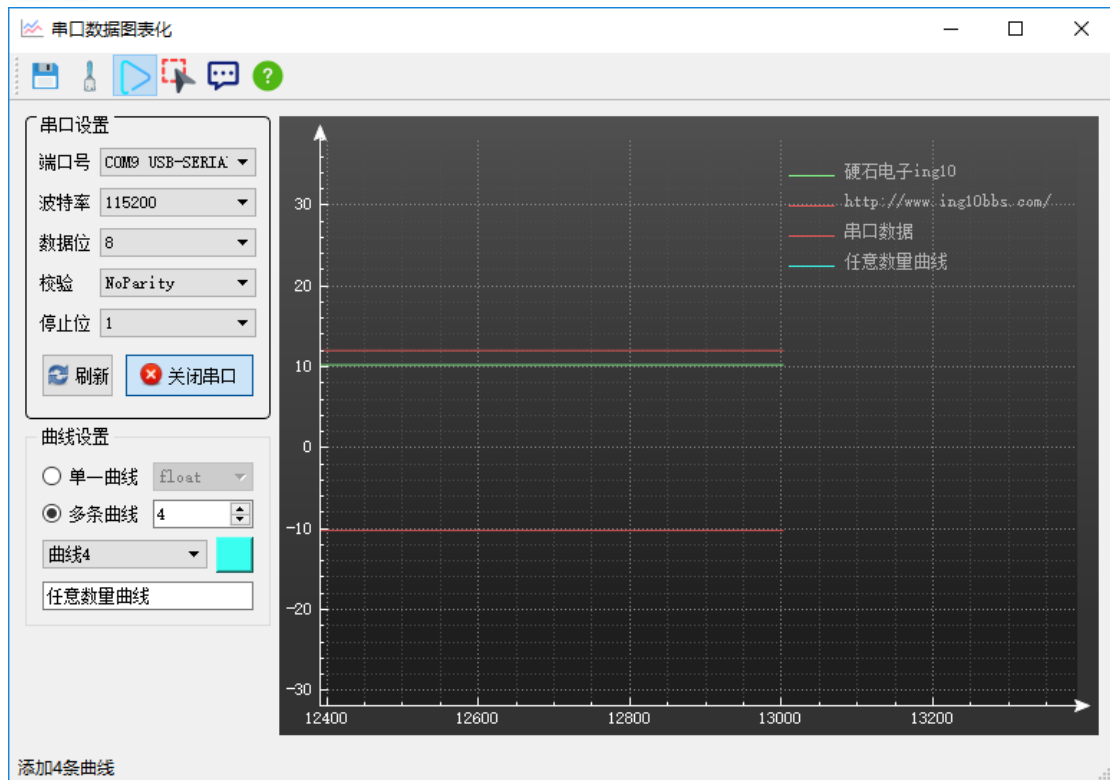 串口数据图表化
串口设置
端口号 COM9 USB-SERIA
波特率 115200
数据位 8
校验 NoParity
停止位 1
刷新 关闭串口
曲线设置
单一曲线 float
多条曲线 4
曲线4
任意数量曲线
硬石电子ing10
http://www.ing10bbs.com/
串口数据
任意数量曲线
30
20
10
0
-10
-20
-30
12400 12600 12800 13000 13200
添加4条曲线